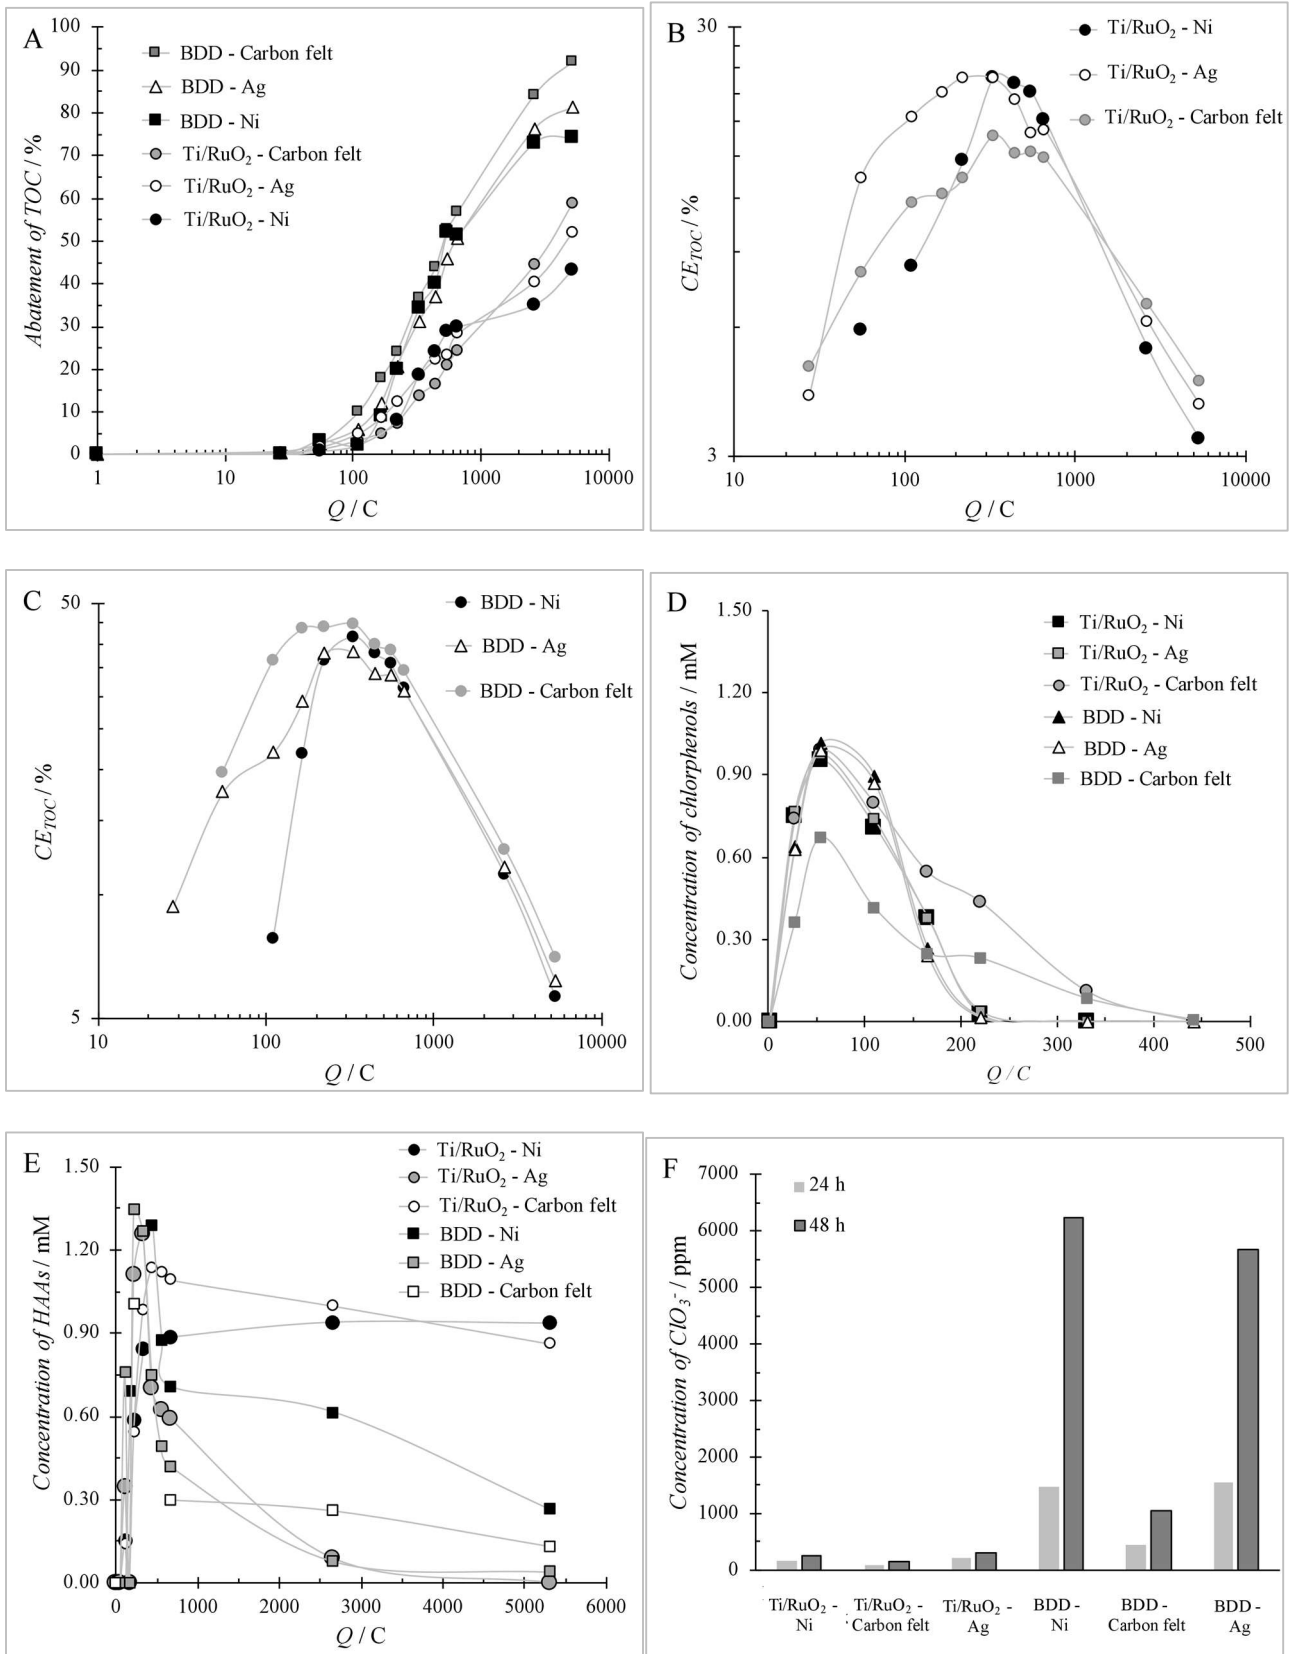 A
100
90
80
70
60
50
40
30
20
10
0
Abatement of TOC / %
BDD - Carbon felt
BDD - Ag
BDD - Ni
Ti/RuO₂ - Carbon felt
Ti/RuO₂ - Ag
Ti/RuO₂ - Ni
1
10
100
1000
10000
Q / C
B
30
3
CE_TOC / %
Ti/RuO₂ - Ni
Ti/RuO₂ - Ag
Ti/RuO₂ - Carbon felt
10
100
1000
10000
Q / C
C
50
5
CE_TOC / %
BDD - Ni
BDD - Ag
BDD - Carbon felt
10
100
1000
10000
Q / C
D
1.50
1.20
0.90
0.60
0.30
0.00
Concentration of chlorphenols / mM
Ti/RuO₂ - Ni
Ti/RuO₂ - Ag
Ti/RuO₂ - Carbon felt
BDD - Ni
BDD - Ag
BDD - Carbon felt
0
100
200
300
400
500
Q / C
E
1.50
1.20
0.90
0.60
0.30
0.00
Concentration of HAAs / mM
Ti/RuO₂ - Ni
Ti/RuO₂ - Ag
Ti/RuO₂ - Carbon felt
BDD - Ni
BDD - Ag
BDD - Carbon felt
0
1000
2000
3000
4000
5000
6000
Q / C
F
7000
6000
5000
4000
3000
2000
1000
0
Concentration of ClO₃⁻ / ppm
24 h
48 h
Ti/RuO₂ -
Ni
Ti/RuO₂ -
Carbon felt
Ti/RuO₂ -
Ag
BDD -
Ni
BDD -
Carbon felt
BDD -
Ag